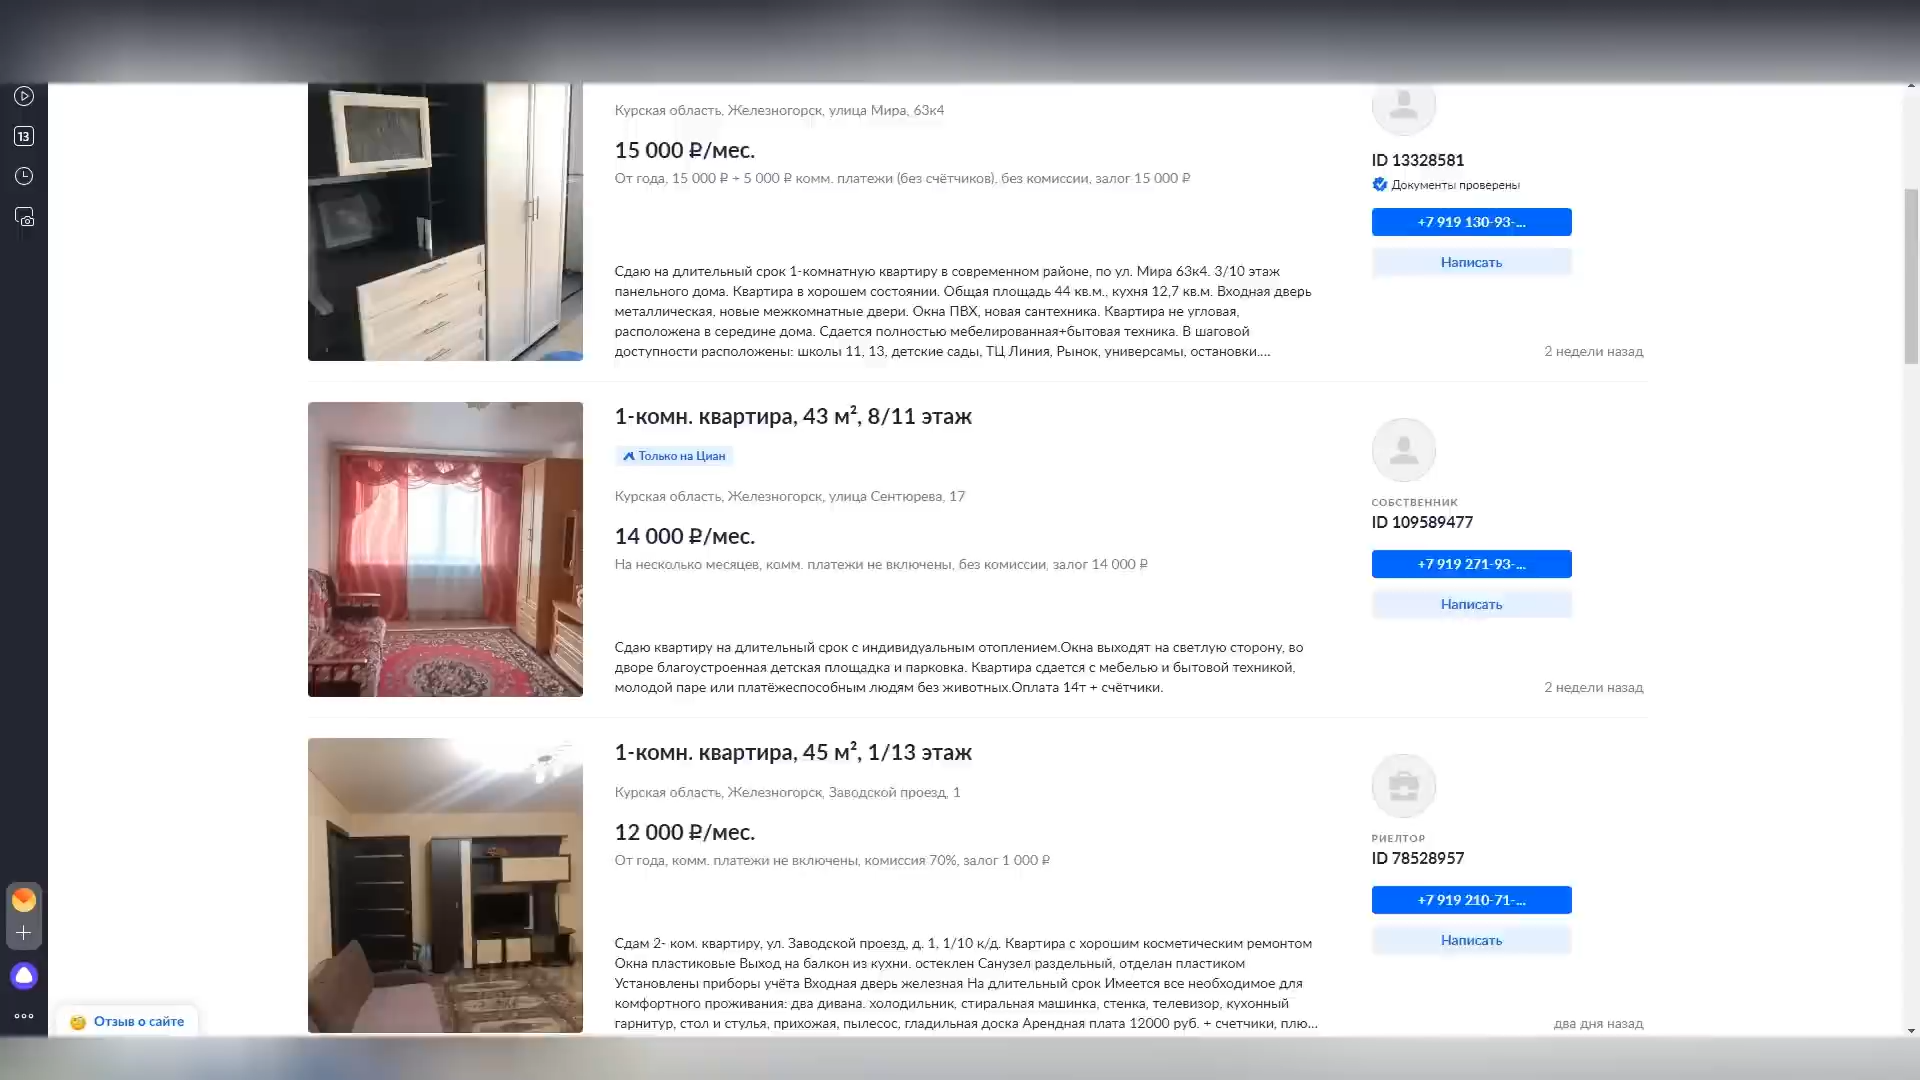 13
Курская область, Железногорск, улица Мира, 63к4
15 000 ₽/мес.
От года, 15 000 ₽ + 5 000 ₽ комм. платежи (без счётчиков), без комиссии, залог 15 000 ₽
Сдаю на длительный срок 1-комнатную квартиру в современном районе, по ул. Мира 63к4. 3/10 этаж
панельного дома. Квартира в хорошем состоянии. Общая площадь 44 кв.м., кухня 12,7 кв.м. Входная дверь
металлическая, новые межкомнатные двери. Окна ПВХ, новая сантехника. Квартира не угловая,
расположена в середине дома. Сдается полностью мебелированная+бытовая техника. В шаговой
доступности расположены: школы 11, 13, детские сады, ТЦ Линия, Рынок, универсамы, остановки....
ID 13328581
Документы проверены
+7 919 130-93-...
Написать
2 недели назад
1-комн. квартира, 43 м², 8/11 этаж
Только на Циан
Курская область, Железногорск, улица Сентюрева, 17
14 000 ₽/мес.
На несколько месяцев, комм. платежи не включены, без комиссии, залог 14 000 ₽
Сдаю квартиру на длительный срок с индивидуальным отоплением.Окна выходят на светлую сторону, во
дворе благоустроенная детская площадка и парковка. Квартира сдается с мебелью и бытовой техникой,
молодой паре или платёжеспособным людям без животных.Оплата 14т + счётчики.
СОБСТВЕННИК
ID 109589477
+7 919 271-93-...
Написать
2 недели назад
1-комн. квартира, 45 м², 1/13 этаж
Курская область, Железногорск, Заводской проезд, 1
12 000 ₽/мес.
От года, комм. платежи не включены, комиссия 70%, залог 1 000 ₽
Сдам 2- ком. квартиру, ул. Заводской проезд, д. 1, 1/10 к/д. Квартира с хорошим косметическим ремонтом
Окна пластиковые Выход на балкон из кухни. остеклен Санузел раздельный, отделан пластиком
Установлены приборы учёта Входная дверь железная На длительный срок Имеется все необходимое для
комфортного проживания: два дивана. холодильник, стиральная машинка, стенка, телевизор, кухонный
гарнитур, стол и стулья, прихожая, пылесос, гладильная доска Арендная плата 12000 руб. + счетчики, плю...
РИЕЛТОР
ID 78528957
+7 919 210-71-...
Написать
два дня назад
Отзыв о сайте